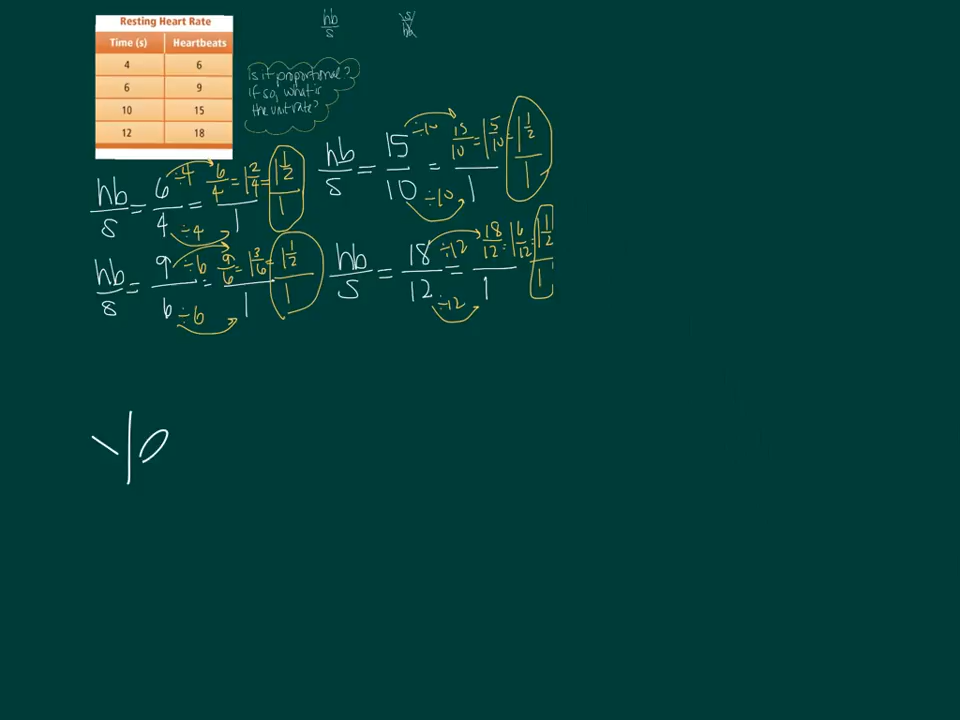 Resting Heart Rate
Time (s) Heartbeats
4 6
6 9
10 15
12 18
hb/s
s/hb
Is it proportional?
If so, what is
the unit rate?
hb/s = 6/4 = 6/4/1 = 1 2/4 = 1 1/2/1
÷4
÷4
hb/s = 15/10 = 15/10/1 = 1 5/10 = 1 1/2/1
÷10
÷10
hb/s = 9/6 = 9/6/1 = 1 3/6 = 1 1/2/1
÷6
÷6
hb/s = 18/12 = 18/12/1 = 1 6/12 = 1 1/2/1
÷12
÷12